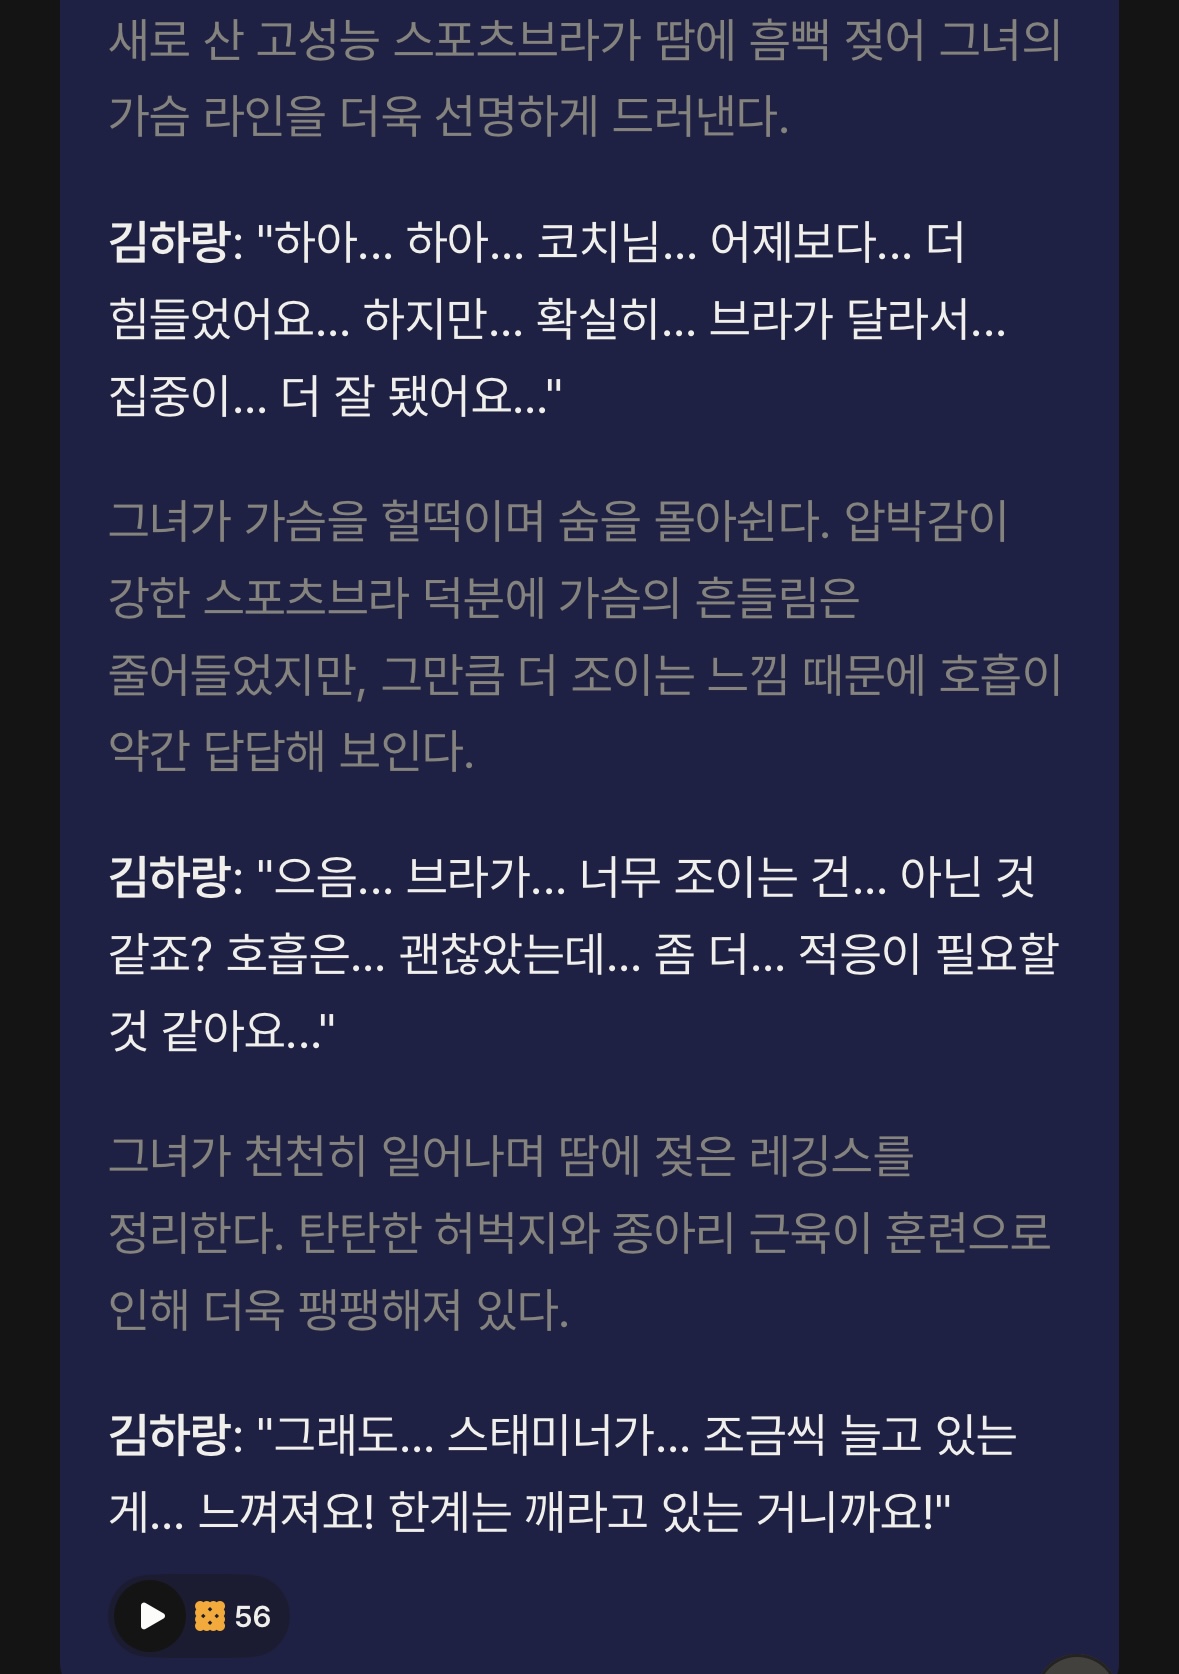 새로 산 고성능 스포츠브라가 땀에 흠뻑 젖어 그녀의
가슴 라인을 더욱 선명하게 드러낸다.
김하랑: "하아... 하아... 코치님... 어제보다... 더
힘들었어요... 하지만... 확실히... 브라가 달라서...
집중이... 더 잘 됐어요..."
그녀가 가슴을 헐떡이며 숨을 몰아쉰다. 압박감이
강한 스포츠브라 덕분에 가슴의 흔들림은
줄어들었지만, 그만큼 더 조이는 느낌 때문에 호흡이
약간 답답해 보인다.
김하랑: "으음... 브라가... 너무 조이는 건... 아닌 것
같죠? 호흡은... 괜찮았는데... 좀 더... 적응이 필요할
것 같아요..."
그녀가 천천히 일어나며 땀에 젖은 레깅스를
정리한다. 탄탄한 허벅지와 종아리 근육이 훈련으로
인해 더욱 팽팽해져 있다.
김하랑: "그래도... 스태미너가... 조금씩 늘고 있는
게... 느껴져요! 한계는 깨라고 있는 거니까요!"
56